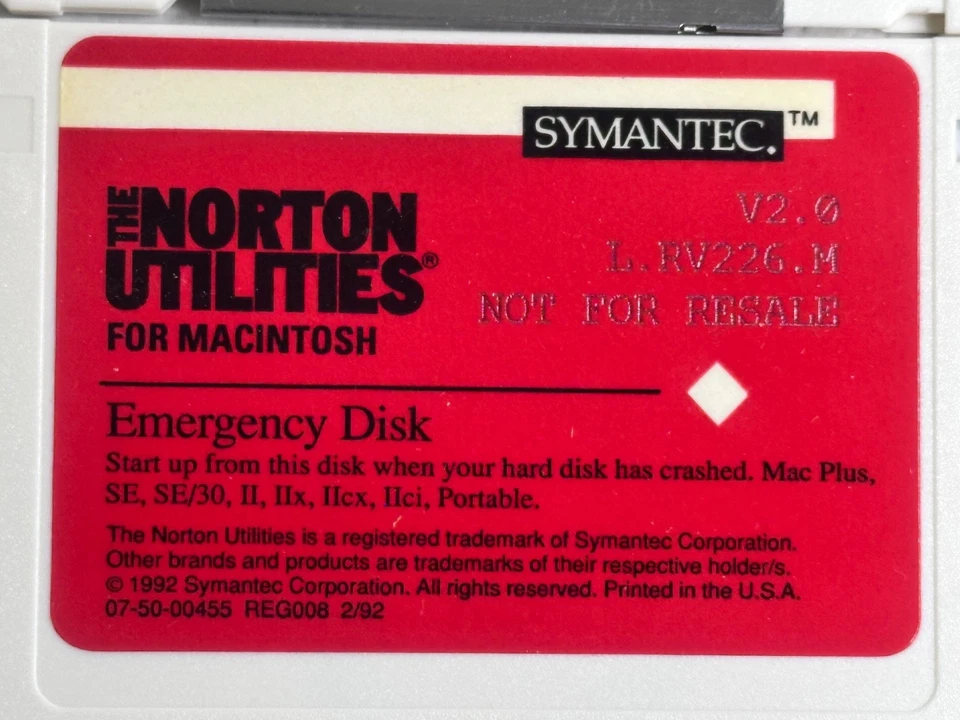 SYMANTEC.™
THE NORTON
UTILITIES®
FOR MACINTOSH
V2.0
L.RV226.M
NOT FOR RESALE
Emergency Disk
Start up from this disk when your hard disk has crashed. Mac Plus,
SE, SE/30, II, IIx, IIcx, IIci, Portable.
The Norton Utilities is a registered trademark of Symantec Corporation.
Other brands and products are trademarks of their respective holder/s.
© 1992 Symantec Corporation. All rights reserved. Printed in the U.S.A.
07-50-00455 REG008 2/92